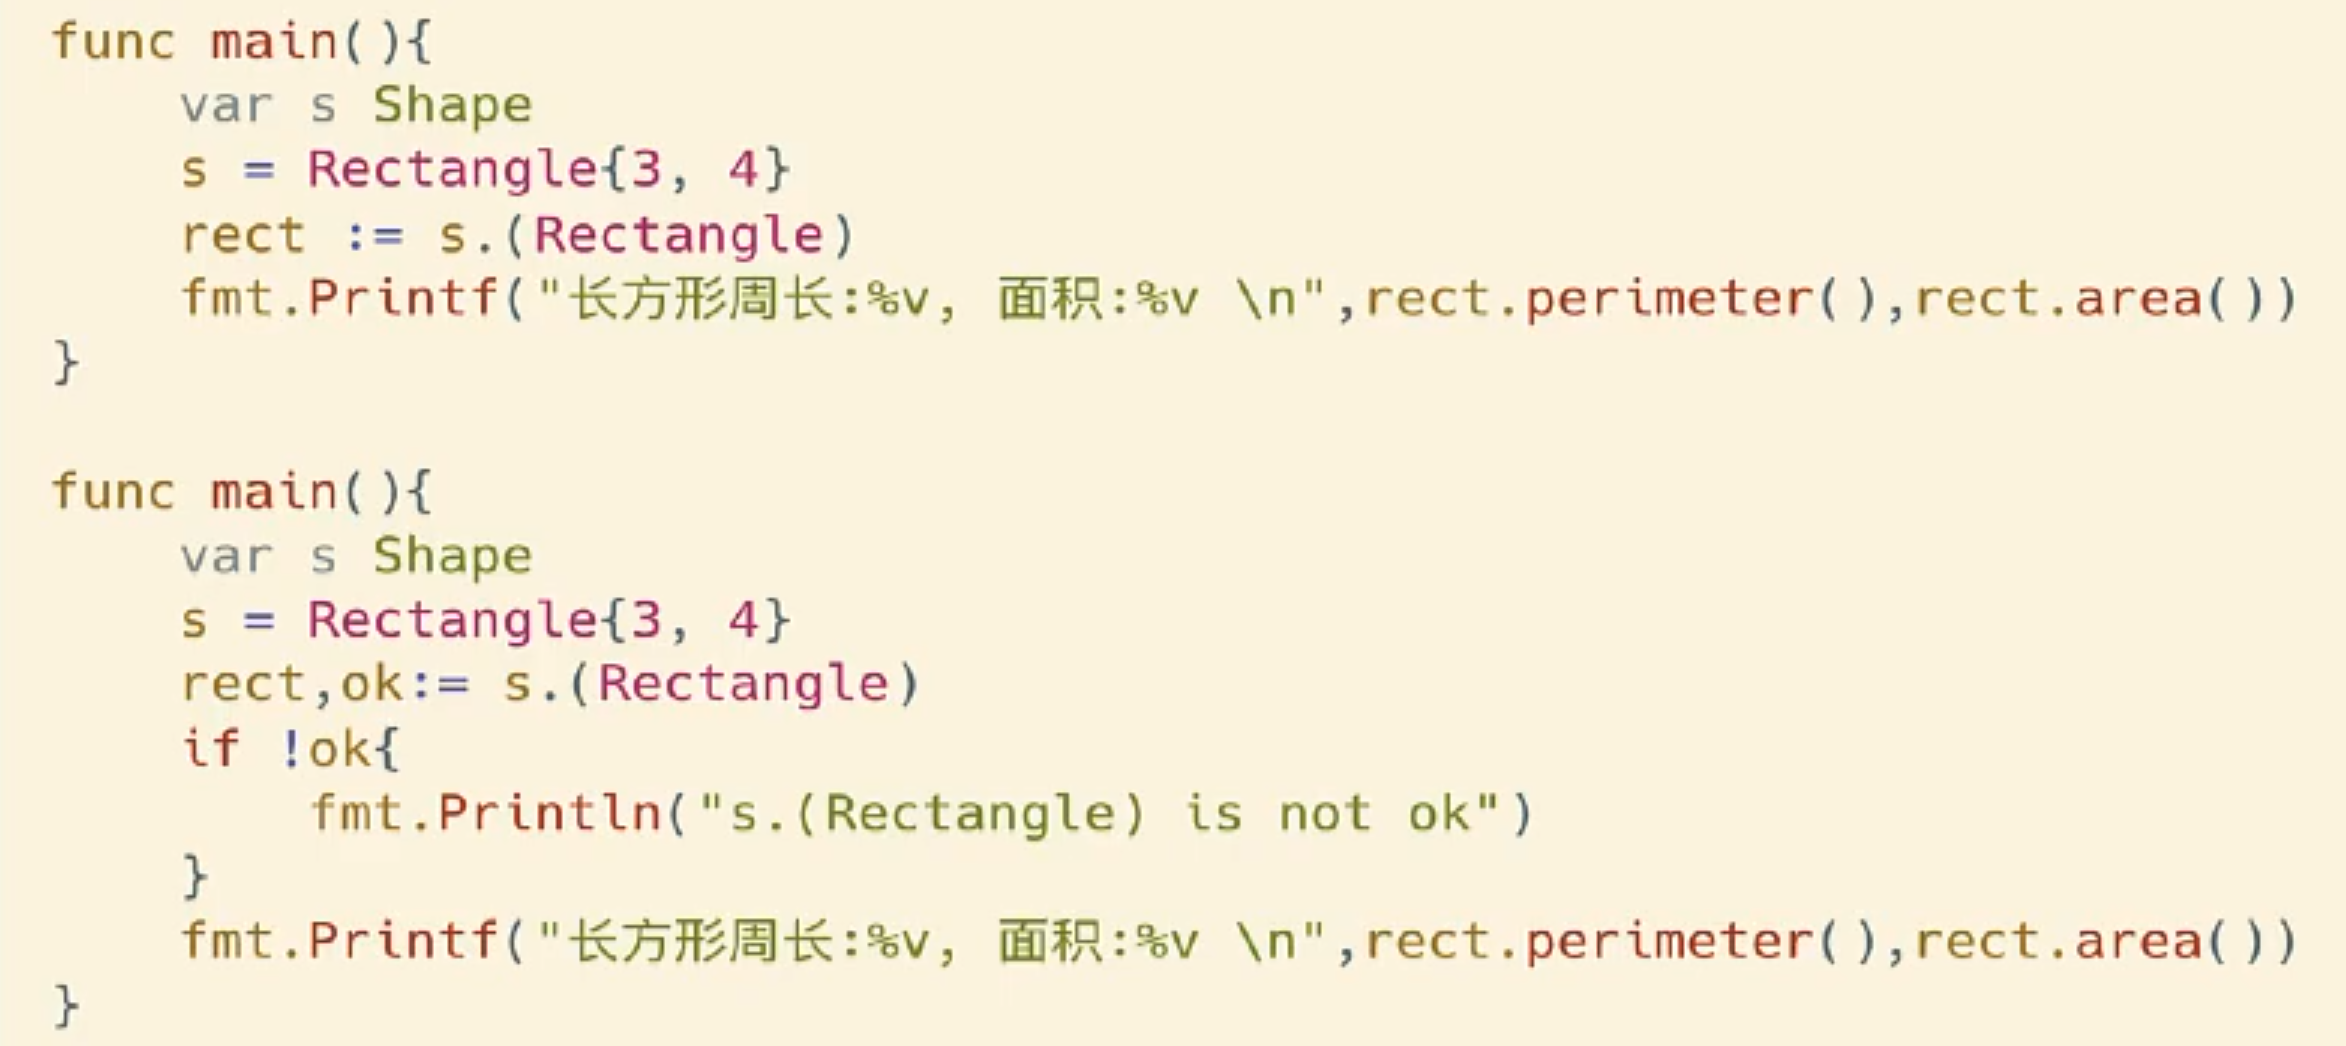 func main(){
    var s Shape
    s = Rectangle{3, 4}
    rect := s.(Rectangle)
    fmt.Printf("长方形周长:%v, 面积:%v \n",rect.perimeter(),rect.area())
}

func main(){
    var s Shape
    s = Rectangle{3, 4}
    rect,ok:= s.(Rectangle)
    if !ok{
        fmt.Println("s.(Rectangle) is not ok")
    }
    fmt.Printf("长方形周长:%v, 面积:%v \n",rect.perimeter(),rect.area())
}